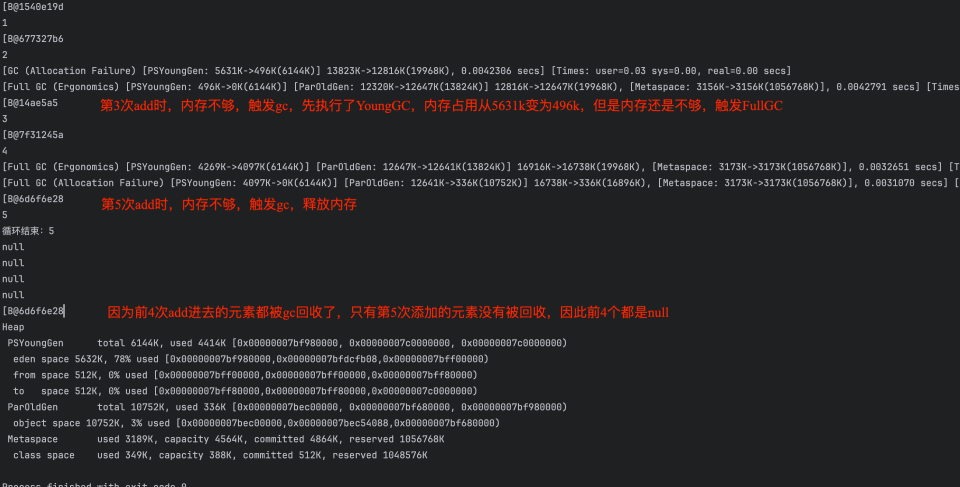 [B@1540e19d
1
[B@677327b6
2
[GC (Allocation Failure) [PSYoungGen: 5631K->496K(6144K)] 13823K->12816K(19968K), 0.0042306 secs] [Times: user=0.03 sys=0.00, real=0.00 secs]
[Full GC (Ergonomics) [PSYoungGen: 496K->0K(6144K)] [ParOldGen: 12320K->12647K(13824K)] 12816K->12647K(19968K), [Metaspace: 3156K->3156K(1056768K)], 0.0042791 secs] [Times
[B@14ae5a5 第3次add时，内存不够，触发gc，先执行了YoungGC，内存占用从5631k变为496k，但是内存还是不够，触发FullGC
3
[B@7f31245a
4
[Full GC (Ergonomics) [PSYoungGen: 4269K->4097K(6144K)] [ParOldGen: 12647K->12641K(13824K)] 16916K->16738K(19968K), [Metaspace: 3173K->3173K(1056768K)], 0.0032651 secs] [T
[Full GC (Allocation Failure) [PSYoungGen: 4097K->0K(6144K)] [ParOldGen: 12641K->336K(10752K)] 16738K->336K(16896K), [Metaspace: 3173K->3173K(1056768K)], 0.0031070 secs] [
[B@6d6f6e28 第5次add时，内存不够，触发gc，释放内存
5
循环结束：5
null
null
null
null
[B@6d6f6e28 因为前4次add进去的元素都被gc回收了，只有第5次添加的元素没有被回收，因此前4个都是null
Heap
PSYoungGen total 6144K, used 4414K [0x00000007bf980000, 0x00000007c0000000, 0x00000007c0000000)
eden space 5632K, 78% used [0x00000007bf980000,0x00000007bfdcfb08,0x00000007bff00000)
from space 512K, 0% used [0x00000007bff00000,0x00000007bff00000,0x00000007bff80000)
to space 512K, 0% used [0x00000007bff80000,0x00000007bff80000,0x00000007c0000000)
ParOldGen total 10752K, used 336K [0x00000007bec00000, 0x00000007bf680000, 0x00000007bf980000)
object space 10752K, 3% used [0x00000007bec00000,0x00000007bec54088,0x00000007bf680000)
Metaspace used 3189K, capacity 4564K, committed 4864K, reserved 1056768K
class space used 349K, capacity 388K, committed 512K, reserved 1048576K
Process finished with exit code 0